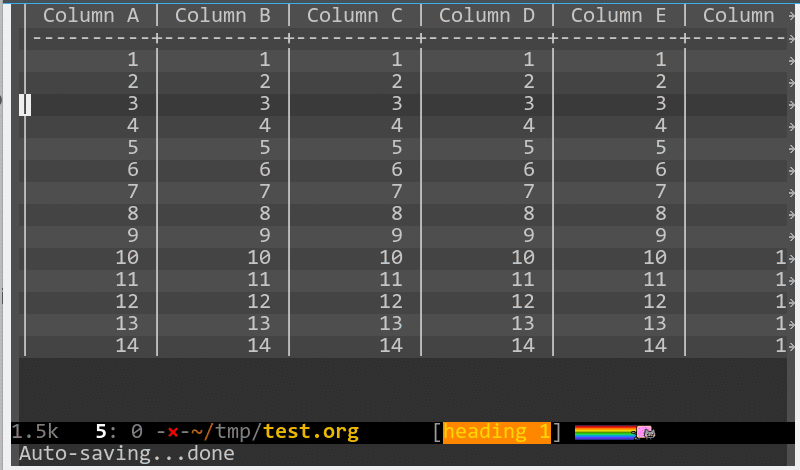 | Column A | Column B | Column C | Column D | Column E | Column
|----------+----------+----------+----------+----------+--------
| 1 | 1 | 1 | 1 | 1 |
| 2 | 2 | 2 | 2 | 2 |
| 3 | 3 | 3 | 3 | 3 |
| 4 | 4 | 4 | 4 | 4 |
| 5 | 5 | 5 | 5 | 5 |
| 6 | 6 | 6 | 6 | 6 |
| 7 | 7 | 7 | 7 | 7 |
| 8 | 8 | 8 | 8 | 8 |
| 9 | 9 | 9 | 9 | 9 |
| 10 | 10 | 10 | 10 | 10 | 1
| 11 | 11 | 11 | 11 | 11 | 1
| 12 | 12 | 12 | 12 | 12 | 1
| 13 | 13 | 13 | 13 | 13 | 1
| 14 | 14 | 14 | 14 | 14 | 1
1.5k 5: 0 -×-~/tmp/test.org [heading 1]
Auto-saving...done